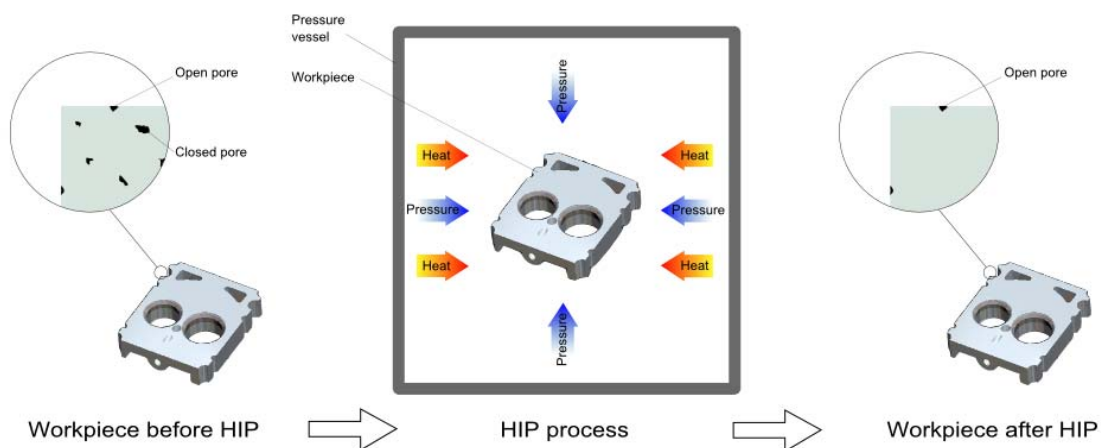 Open pore
Closed pore
Workpiece before HIP
Pressure
vessel
Workpiece
Pressure
Heat
Heat
Pressure
Pressure
Heat
Heat
Pressure
HIP process
Open pore
Workpiece after HIP